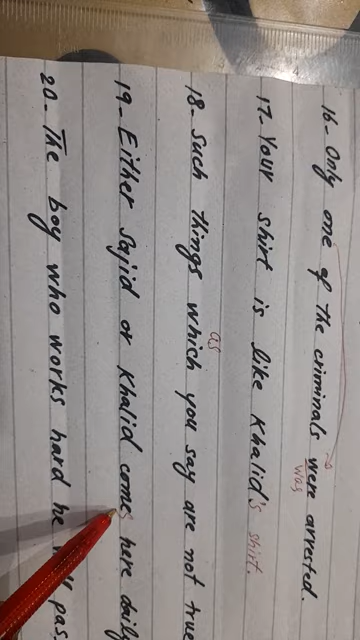 16- Only one of the criminals were arrested.
was
17- Your shirt is like Khalid's shirt.
as
18- Such things which you say are not true
19- Either Sajid or Khalid comes here daily
20- The boy who works hard he will pass